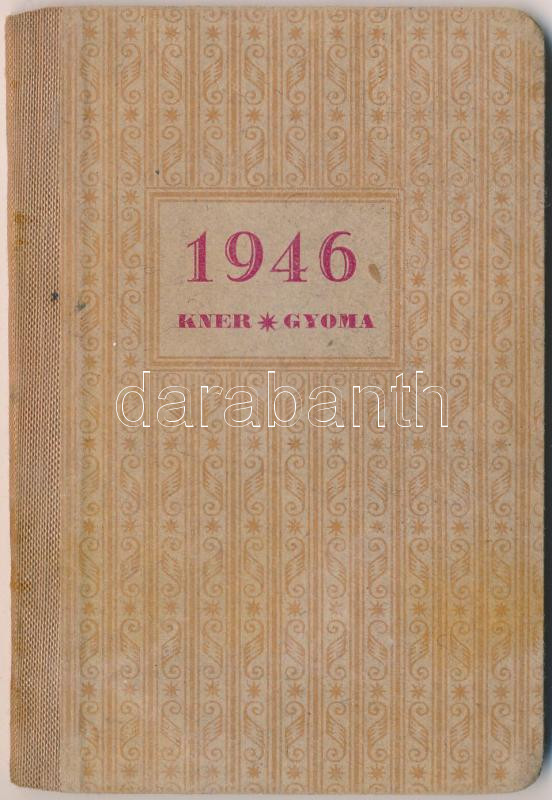 1946
KNER ✷ GYOMA
darabanth